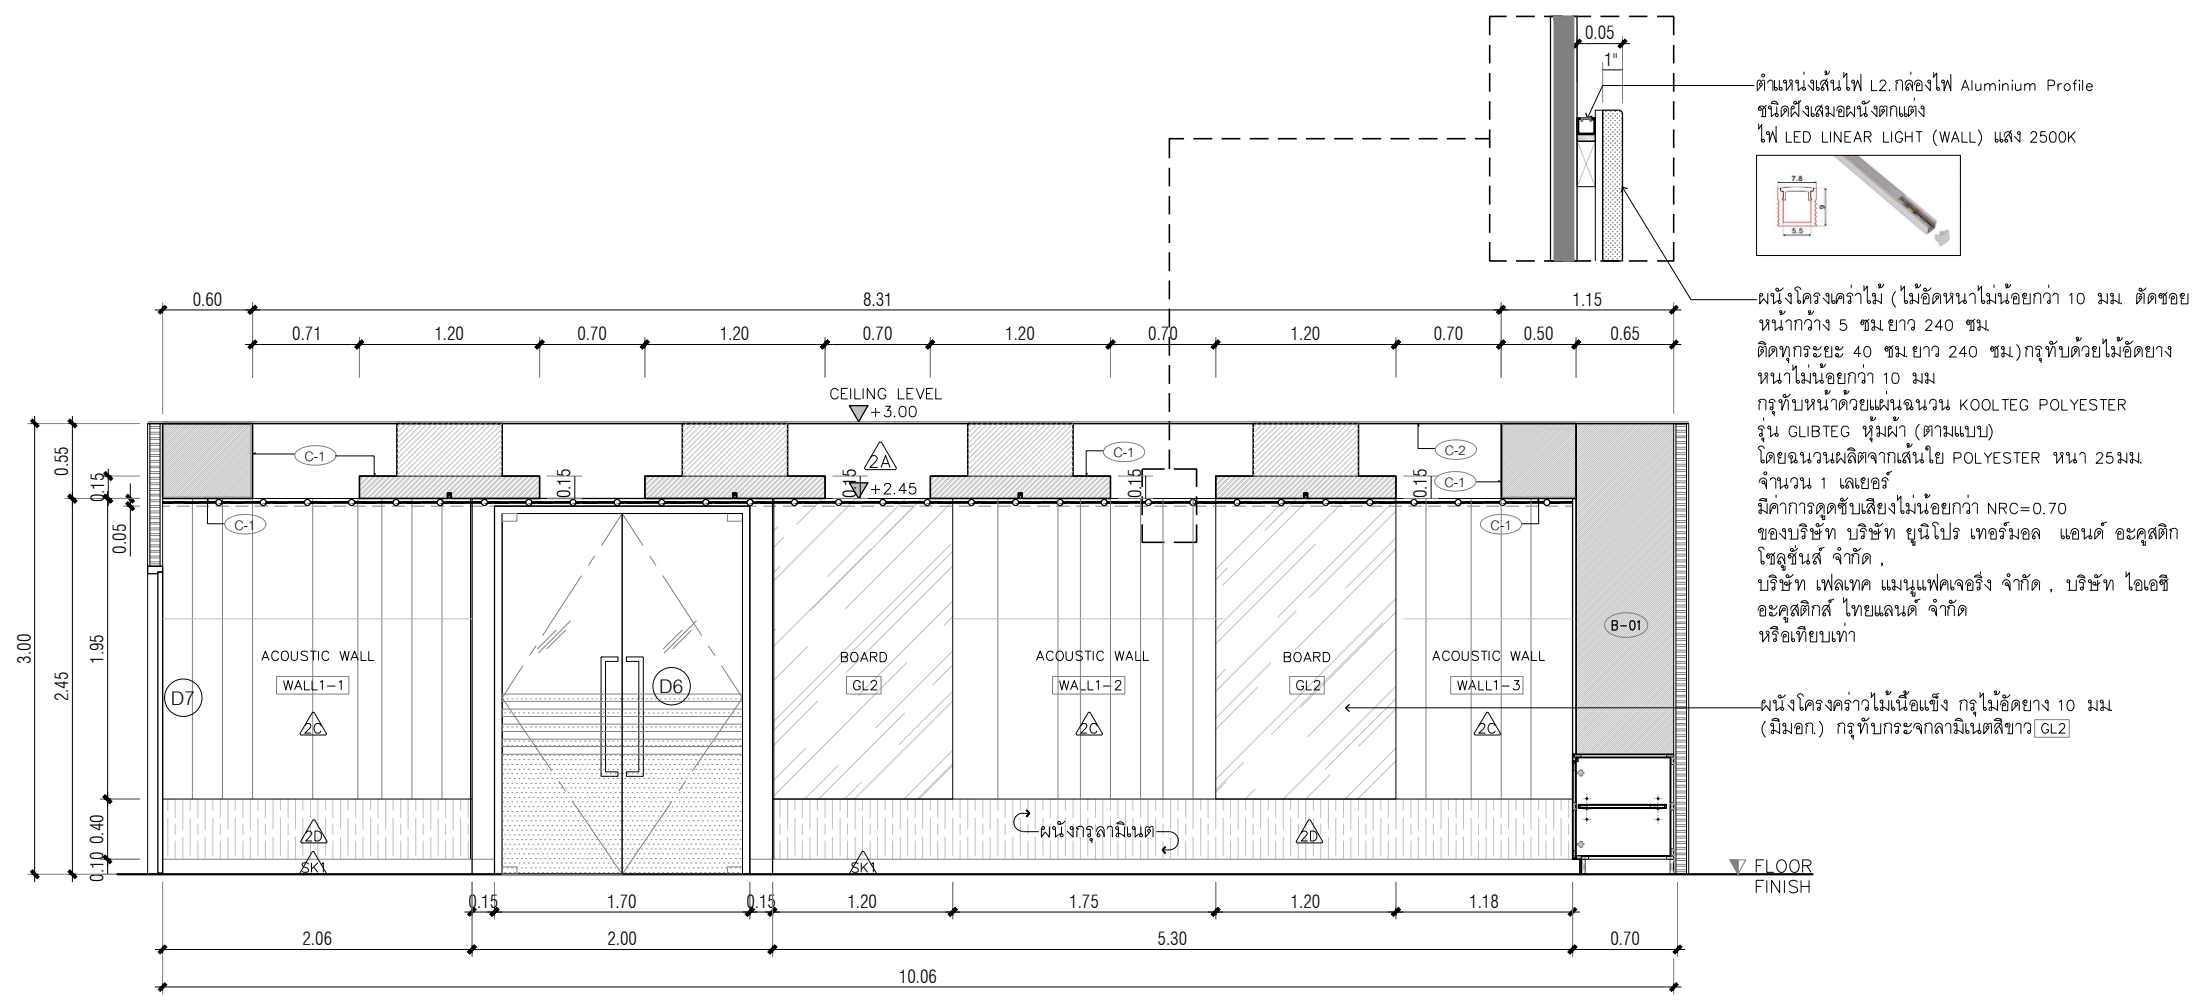 0.05
1"
ตำแหน่งเส้นไฟ L2.กล่องไฟ Aluminium Profile
ชนิดฝังเสมอผนังตกแต่ง
ไฟ LED LINEAR LIGHT (WALL) แสง 2500K
7.8
9
5.5
ผนังโครงเคร่าไม้ (ไม้อัดหนาไม่น้อยกว่า 10 มม. ตัดซอย
หน้ากว้าง 5 ซม.ยาว 240 ซม.
ติดทุกระยะ 40 ซม.ยาว 240 ซม.)กรุทับด้วยไม้อัดยาง
หนาไม่น้อยกว่า 10 มม
กรุทับหน้าด้วยแผ่นฉนวน KOOLTEG POLYESTER
รุ่น GLIBTEG หุ้มผ้า (ตามแบบ)
โดยฉนวนผลิตจากเส้นใย POLYESTER หนา 25มม.
จำนวน 1 เลเยอร์
มีค่าการดูดซับเสียงไม่น้อยกว่า NRC=0.70
ของบริษัท บริษัท ยูนิโปร เทอร์มอล แอนด์ อะคูสติก
โซลูชั่นส์ จำกัด ,
บริษัท เฟลเทค แมนูแฟคเจอริ่ง จำกัด , บริษัท ไอเอซี
อะคูสติกส์ ไทยแลนด์ จำกัด
หรือเทียบเท่า
ผนังโครงคร่าวไม้เนื้อแข็ง กรุไม้อัดยาง 10 มม.
(มีมอก.) กรุทับกระจกลามิเนตสีขาว GL2
0.60 8.31 1.15
0.71 1.20 0.70 1.20 0.70 1.20 0.70 1.20 0.70 0.50 0.65
CEILING LEVEL
+3.00
C-1 2A C-1 C-2
0.15 0.15 +2.45 0.15 0.15 C-1
C-1 C-1
3.00
0.55
2.45
0.15
0.05
1.95
0.40
0.10
B-01
ACOUSTIC WALL BOARD ACOUSTIC WALL BOARD ACOUSTIC WALL
D7 WALL1-1 D6 GL2 WALL1-2 GL2 WALL1-3
2C 2C 2C
2D ผนังกรุลามิเนต 2D
SK1 SK1
FLOOR
FINISH
0.15 1.70 0.15 1.20 1.75 1.20 1.18
2.06 2.00 5.30 0.70
10.06